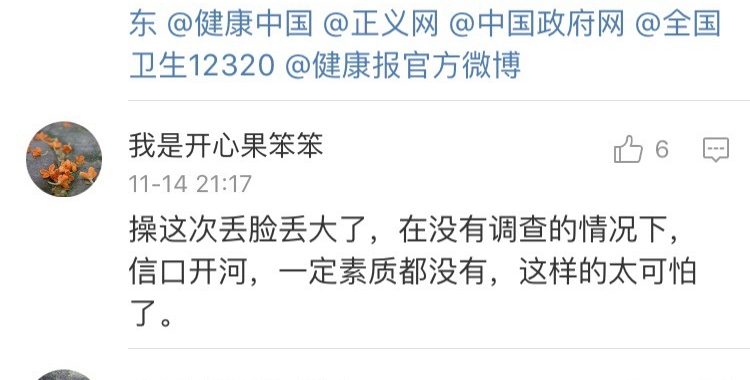 东 @健康中国 @正义网 @中国政府网 @全国
卫生12320 @健康报官方微博
我是开心果笨笨
6
11-14 21:17
操这次丢脸丢大了，在没有调查的情况下，
信口开河，一定素质都没有，这样的太可怕
了。